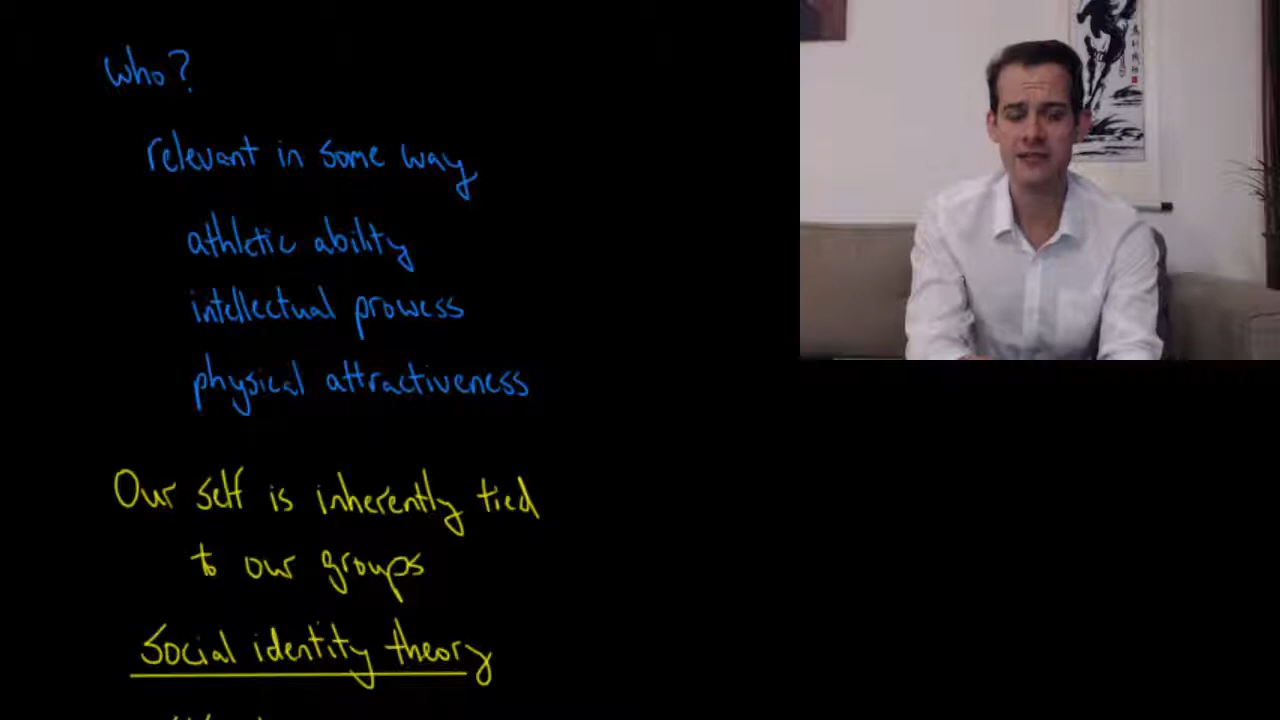 who?
relevant in some way
athletic ability
intellectual prowess
physical attractiveness
Our self is inherently tied
to our groups
Social identity theory